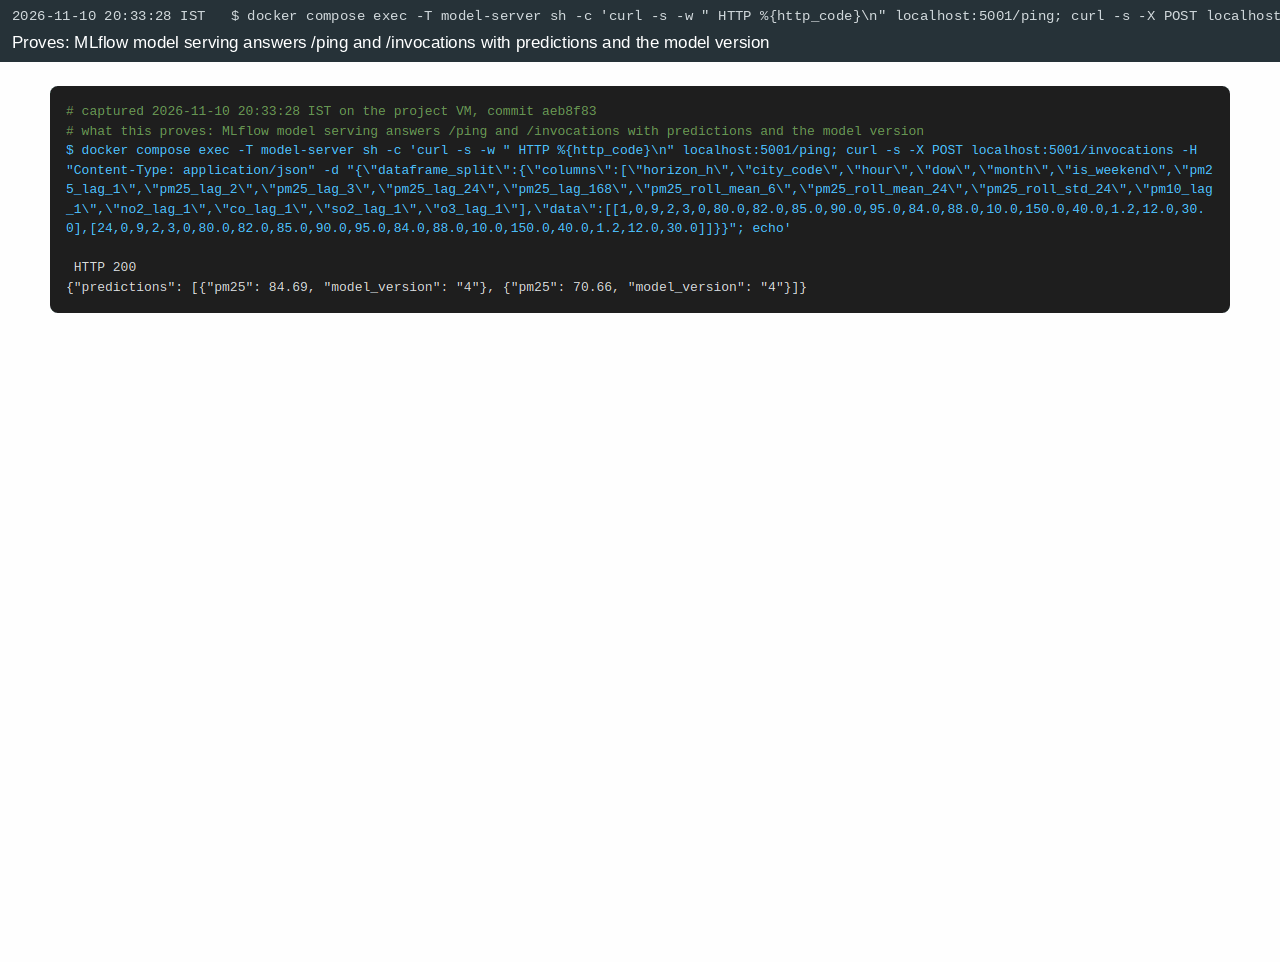 2026-11-10 20:33:28 IST   $ docker compose exec -T model-server sh -c 'curl -s -w " HTTP %{http_code}\n" localhost:5001/ping; curl -s -X POST localhost
Proves: MLflow model serving answers /ping and /invocations with predictions and the model version
# captured 2026-11-10 20:33:28 IST on the project VM, commit aeb8f83
# what this proves: MLflow model serving answers /ping and /invocations with predictions and the model version
$ docker compose exec -T model-server sh -c 'curl -s -w " HTTP %{http_code}\n" localhost:5001/ping; curl -s -X POST localhost:5001/invocations -H
"Content-Type: application/json" -d "{\"dataframe_split\":{\"columns\":[\"horizon_h\",\"city_code\",\"hour\",\"dow\",\"month\",\"is_weekend\",\"pm2
5_lag_1\",\"pm25_lag_2\",\"pm25_lag_3\",\"pm25_lag_24\",\"pm25_lag_168\",\"pm25_roll_mean_6\",\"pm25_roll_mean_24\",\"pm25_roll_std_24\",\"pm10_lag
_1\",\"no2_lag_1\",\"co_lag_1\",\"so2_lag_1\",\"o3_lag_1\"],\"data\":[[1,0,9,2,3,0,80.0,82.0,85.0,90.0,95.0,84.0,88.0,10.0,150.0,40.0,1.2,12.0,30.
0],[24,0,9,2,3,0,80.0,82.0,85.0,90.0,95.0,84.0,88.0,10.0,150.0,40.0,1.2,12.0,30.0]]}}"; echo'
 HTTP 200
{"predictions": [{"pm25": 84.69, "model_version": "4"}, {"pm25": 70.66, "model_version": "4"}]}